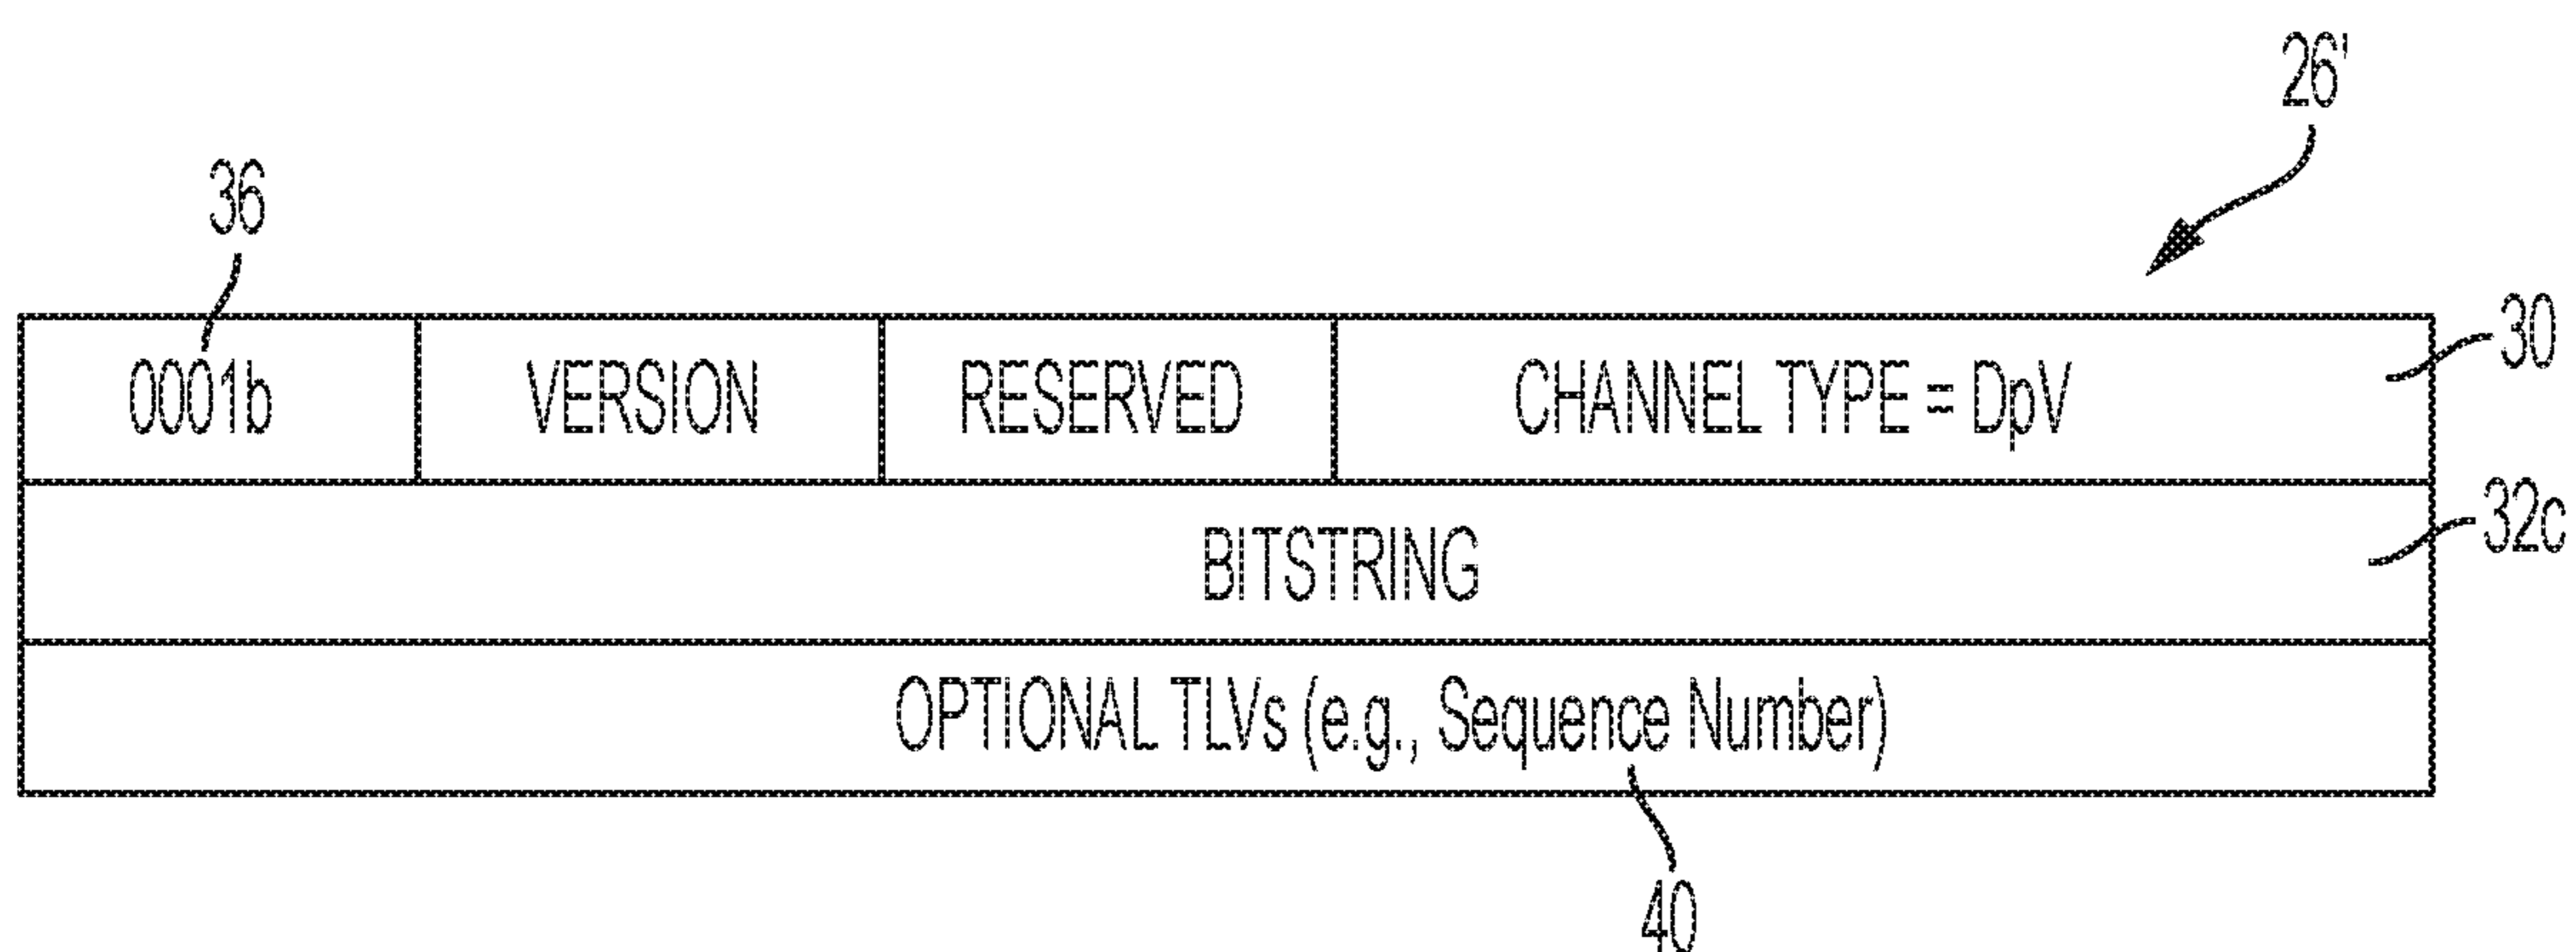 26'
36
0001b VERSION RESERVED CHANNEL TYPE = DpV 30
BITSTRING 32c
OPTIONAL TLVs (e.g., Sequence Number)
40